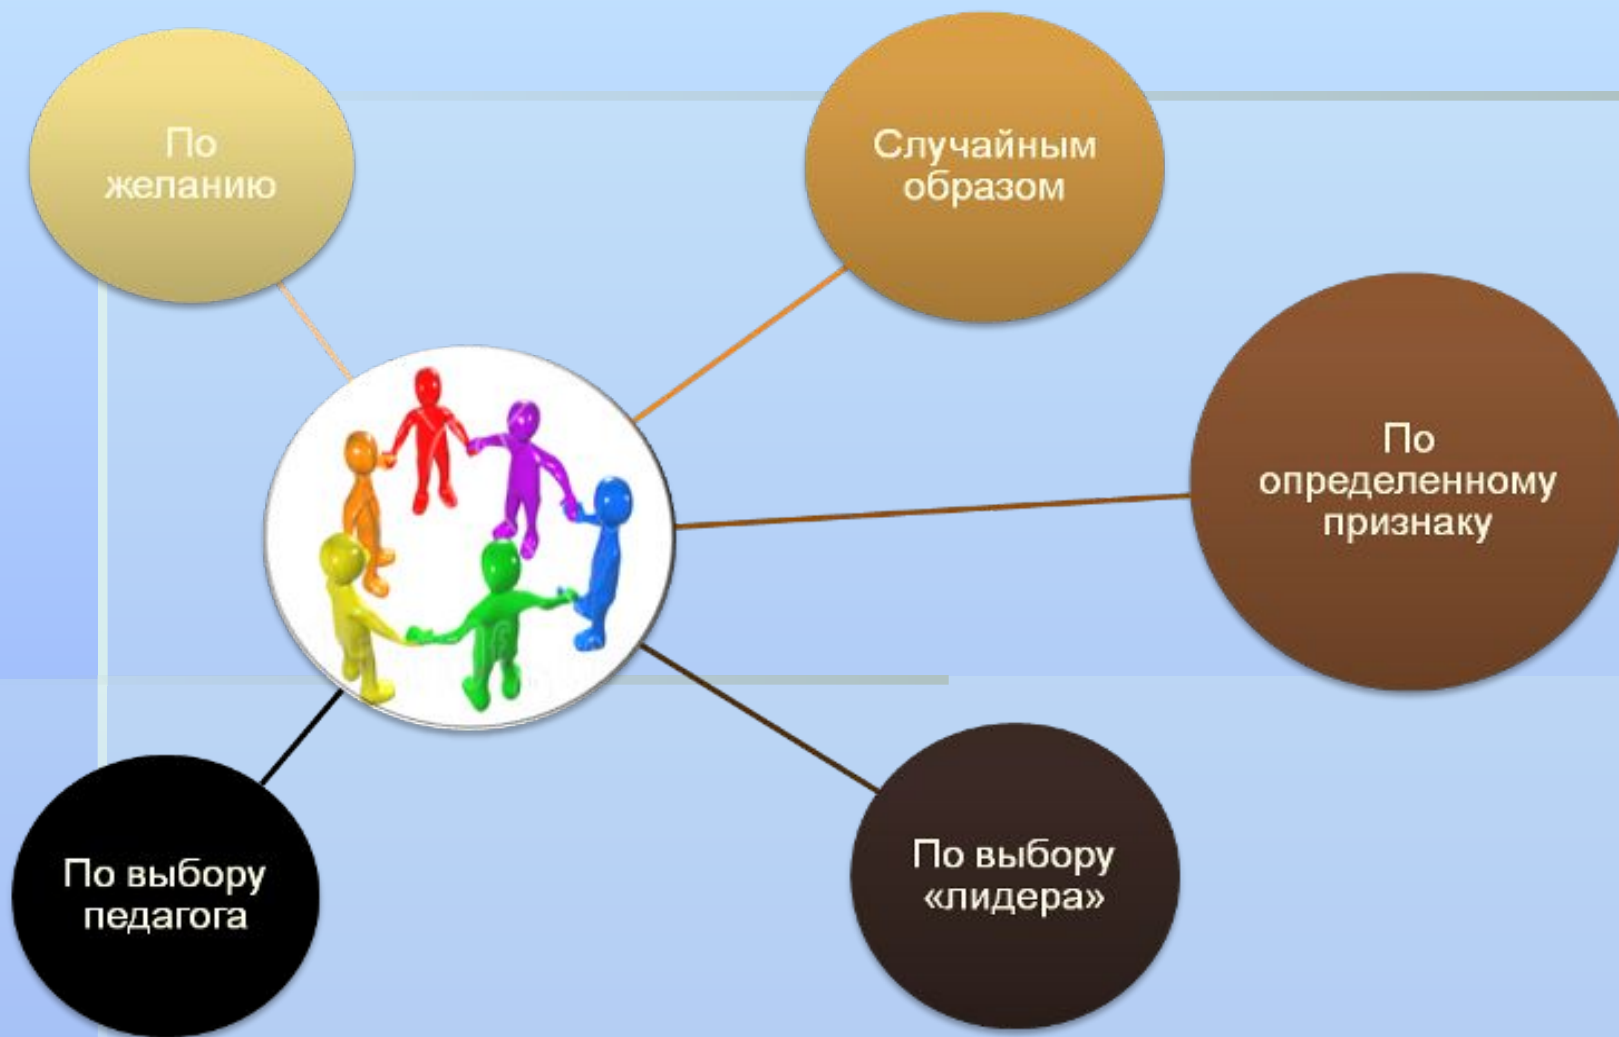 По
желанию
Случайным
образом
По
определенному
признаку
По выбору
педагога
По выбору
«лидера»